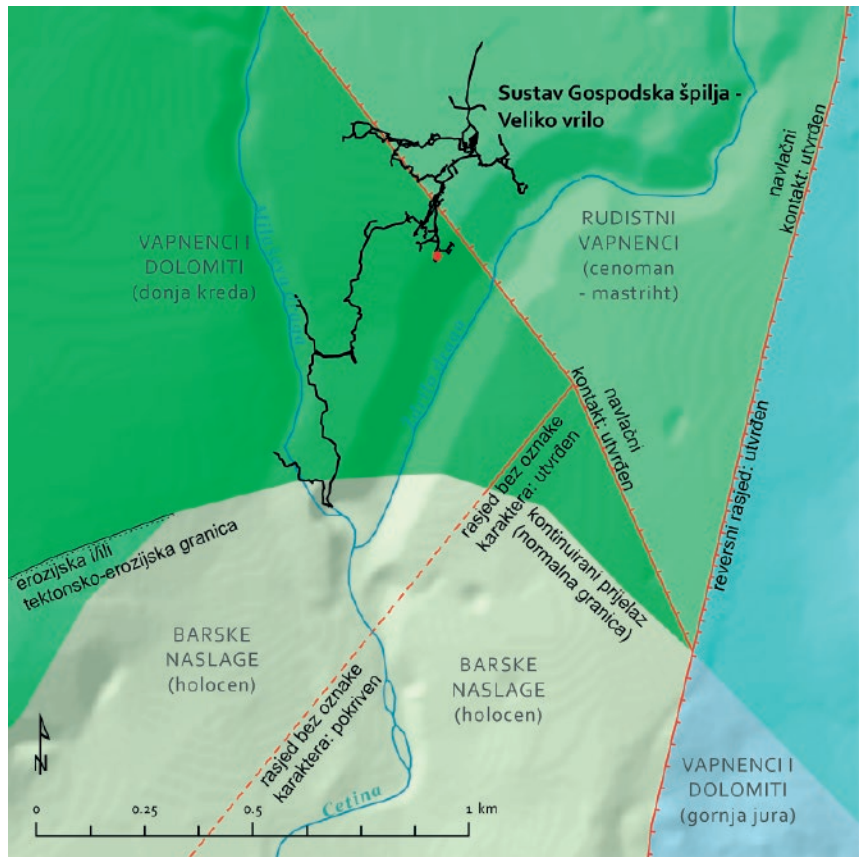 Sustav Gospodska špilja -
Veliko vrilo
navlačni
kontakt: utvrđen
VAPNENCI I
DOLOMITI
(donja kreda)
RUDISTNI
VAPNENCI
(cenoman
- mastriht)
navlačni
kontakt: utvrđen
rasjed bez oznake
karaktera: utvrđen
reversni rasjed: utvrđen
kontinuirani prijelaz
(normalna granica)
erozijska i/ili
tektonsko-erozijska granica
BARSKE
NASLAGE
(holocen)
BARSKE
NASLAGE
(holocen)
rasjed bez oznake
karaktera: pokriven
VAPNENCI I
DOLOMITI
(gornja jura)
Cetina
N
0
0.25
0.5
1 km